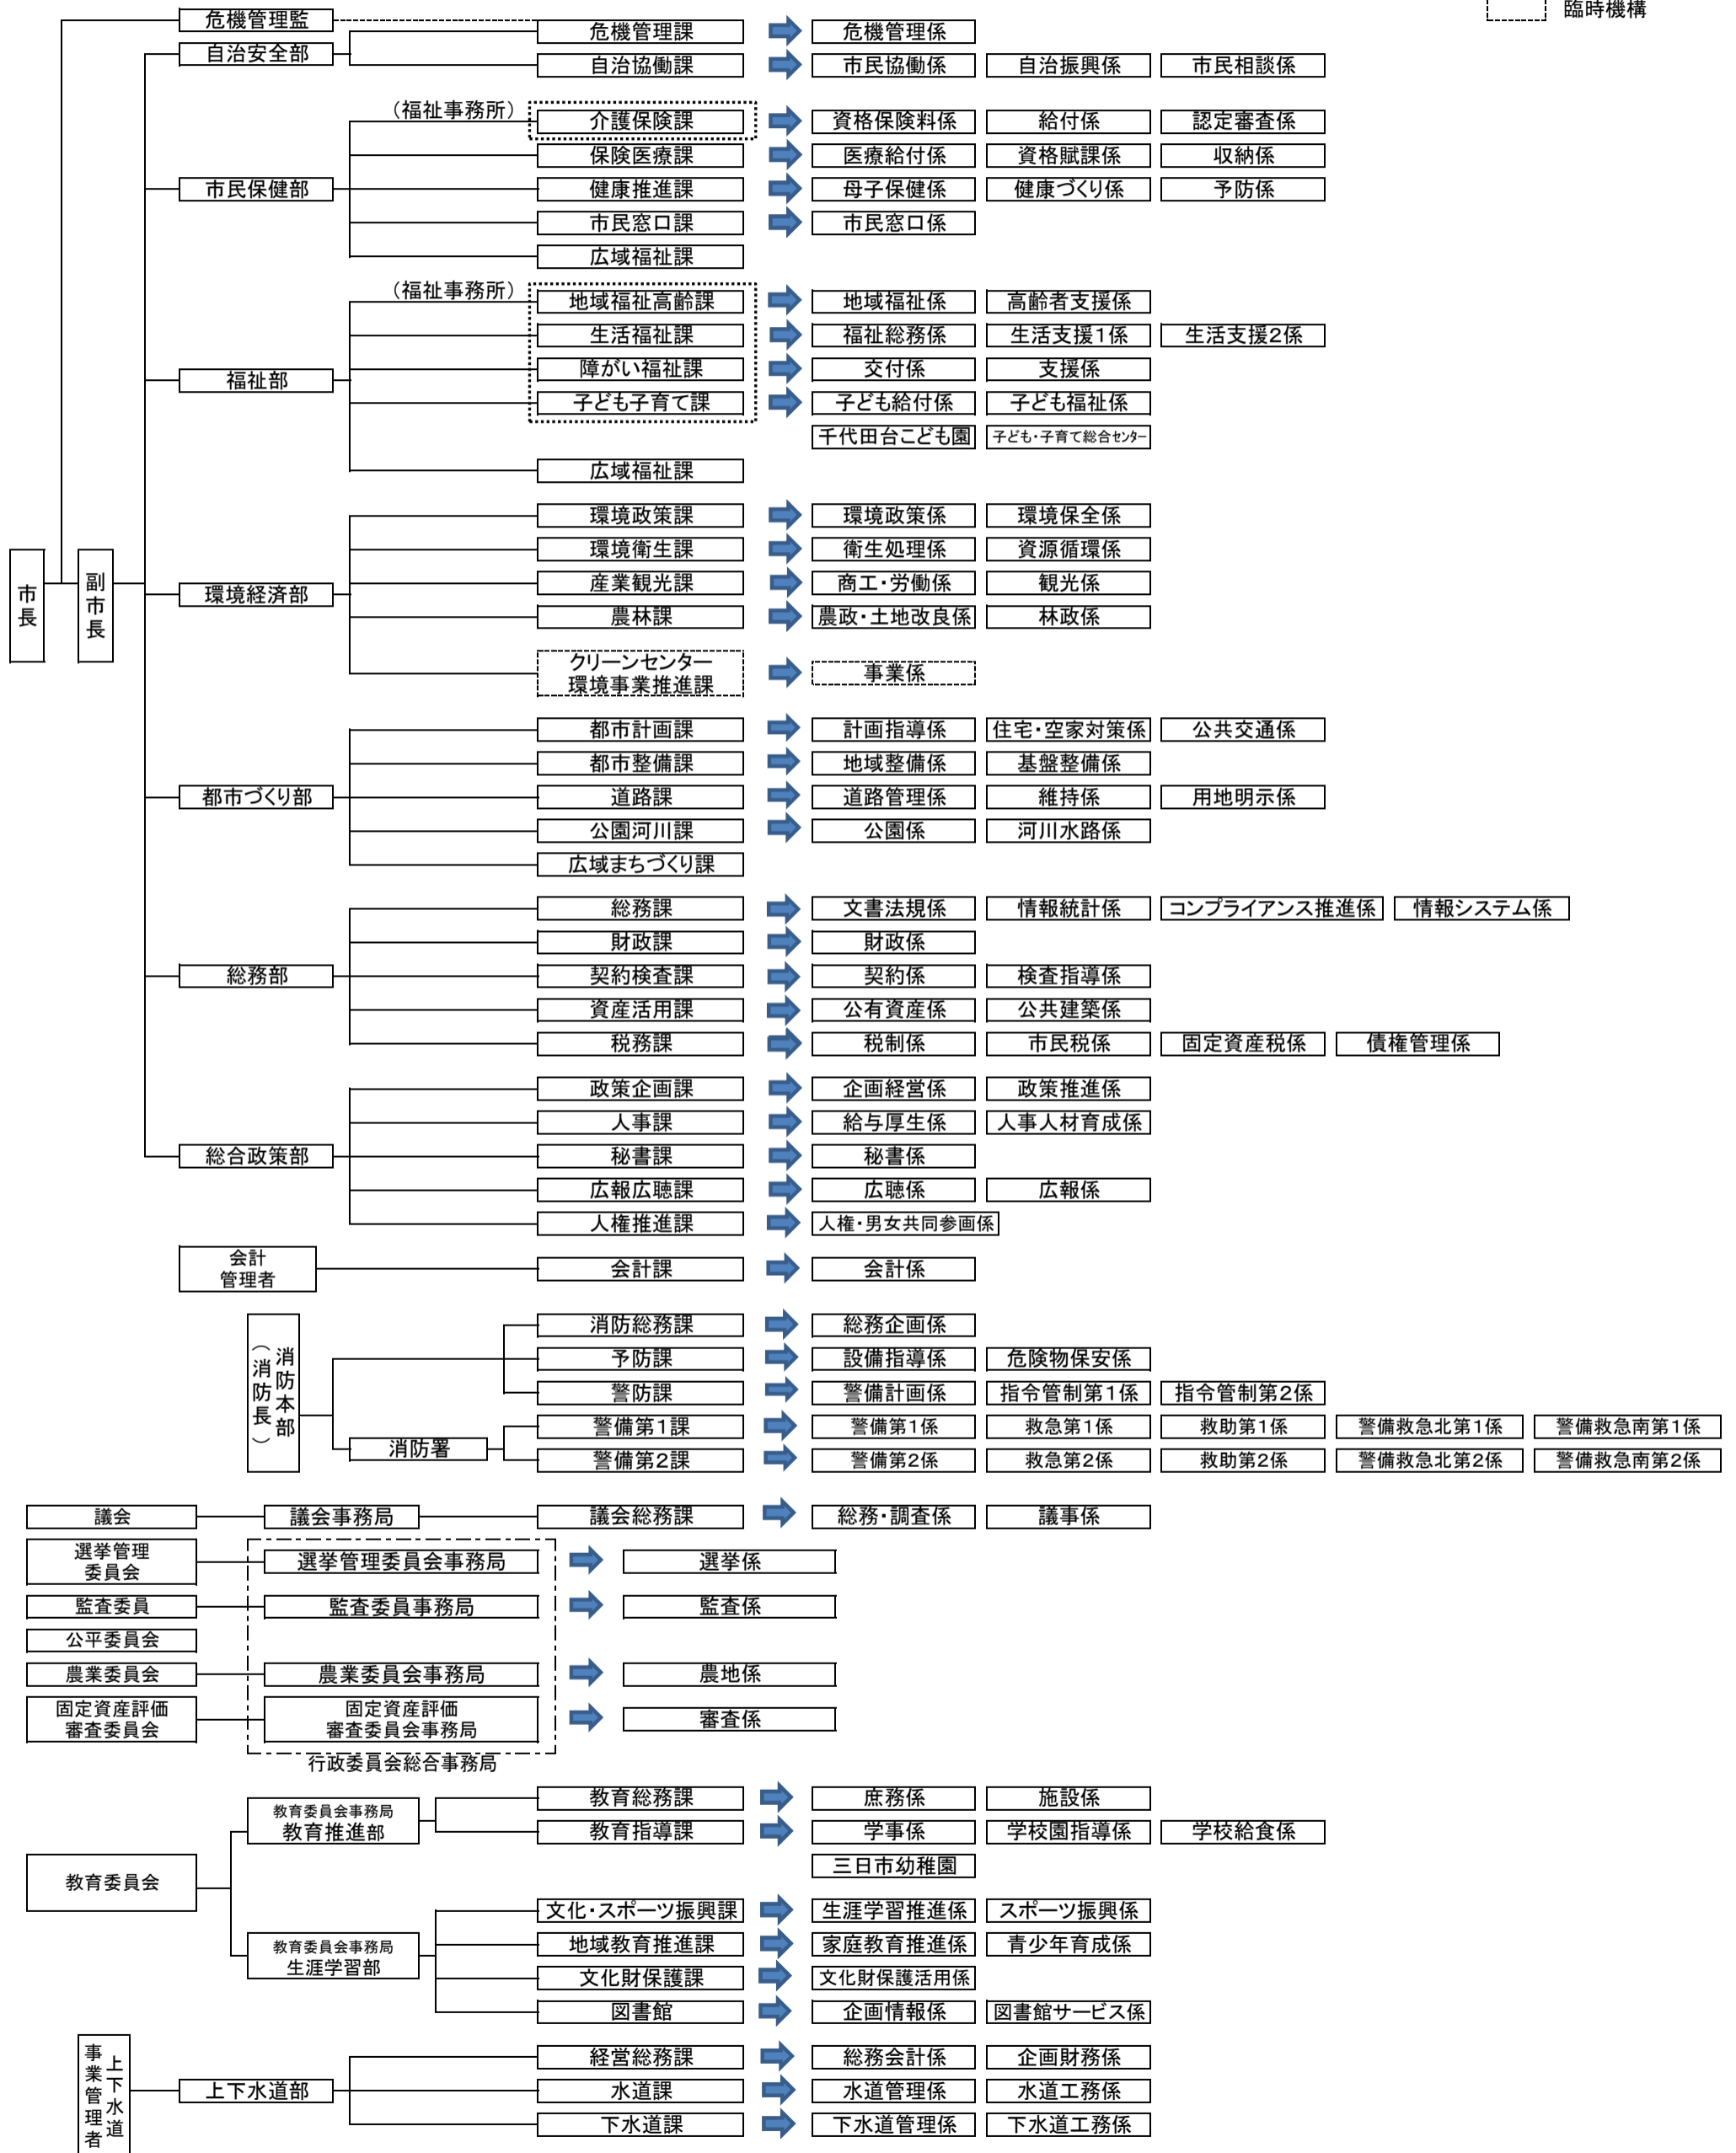 臨時機構
危機管理監
危機管理課
危機管理係
自治安全部
自治協働課
市民協働係 自治振興係 市民相談係
（福祉事務所）
介護保険課 資格保険料係 給付係 認定審査係
保険医療課 医療給付係 資格賦課係 収納係
市民保健部 健康推進課 母子保健係 健康づくり係 予防係
市民窓口課 市民窓口係
広域福祉課
（福祉事務所）
地域福祉高齢課 地域福祉係 高齢者支援係
生活福祉課 福祉総務係 生活支援1係 生活支援2係
福祉部 障がい福祉課 交付係 支援係
子ども子育て課 子ども給付係 子ども福祉係
千代田台こども園 子ども・子育て総合センター
広域福祉課
市長
副市長
環境政策課 環境政策係 環境保全係
環境衛生課 衛生処理係 資源循環係
環境経済部 産業観光課 商工・労働係 観光係
農林課 農政・土地改良係 林政係
クリーンセンター
環境事業推進課
事業係
都市計画課 計画指導係 住宅・空家対策係 公共交通係
都市整備課 地域整備係 基盤整備係
都市づくり部 道路課 道路管理係 維持係 用地明示係
公園河川課 公園係 河川水路係
広域まちづくり課
総務課 文書法規係 情報統計係 コンプライアンス推進係 情報システム係
財政課 財政係
総務部 契約検査課 契約係 検査指導係
資産活用課 公有資産係 公共建築係
税務課 税制係 市民税係 固定資産税係 債権管理係
政策企画課 企画経営係 政策推進係
人事課 給与厚生係 人事人材育成係
総合政策部 秘書課 秘書係
広報広聴課 広聴係 広報係
人権推進課 人権・男女共同参画係
会計
管理者
会計課 会計係
消防本部
（消防長）
消防総務課 総務企画係
予防課 設備指導係 危険物保安係
警防課 警備計画係 指令管制第1係 指令管制第2係
消防署
警備第1課 警備第1係 救急第1係 救助第1係 警備救急北第1係 警備救急南第1係
警備第2課 警備第2係 救急第2係 救助第2係 警備救急北第2係 警備救急南第2係
議会 議会事務局 議会総務課 総務・調査係 議事係
選挙管理
委員会
選挙管理委員会事務局 選挙係
監査委員 監査委員事務局 監査係
公平委員会
農業委員会 農業委員会事務局 農地係
固定資産評価
審査委員会
固定資産評価
審査委員会事務局
審査係
行政委員会総合事務局
教育委員会
教育委員会事務局
教育推進部
教育総務課 庶務係 施設係
教育指導課 学事係 学校園指導係 学校給食係
三日市幼稚園
教育委員会事務局
生涯学習部
文化・スポーツ振興課 生涯学習推進係 スポーツ振興係
地域教育推進課 家庭教育推進係 青少年育成係
文化財保護課 文化財保護活用係
図書館 企画情報係 図書館サービス係
上下水道
事業管理者
上下水道部
経営総務課 総務会計係 企画財務係
水道課 水道管理係 水道工務係
下水道課 下水道管理係 下水道工務係